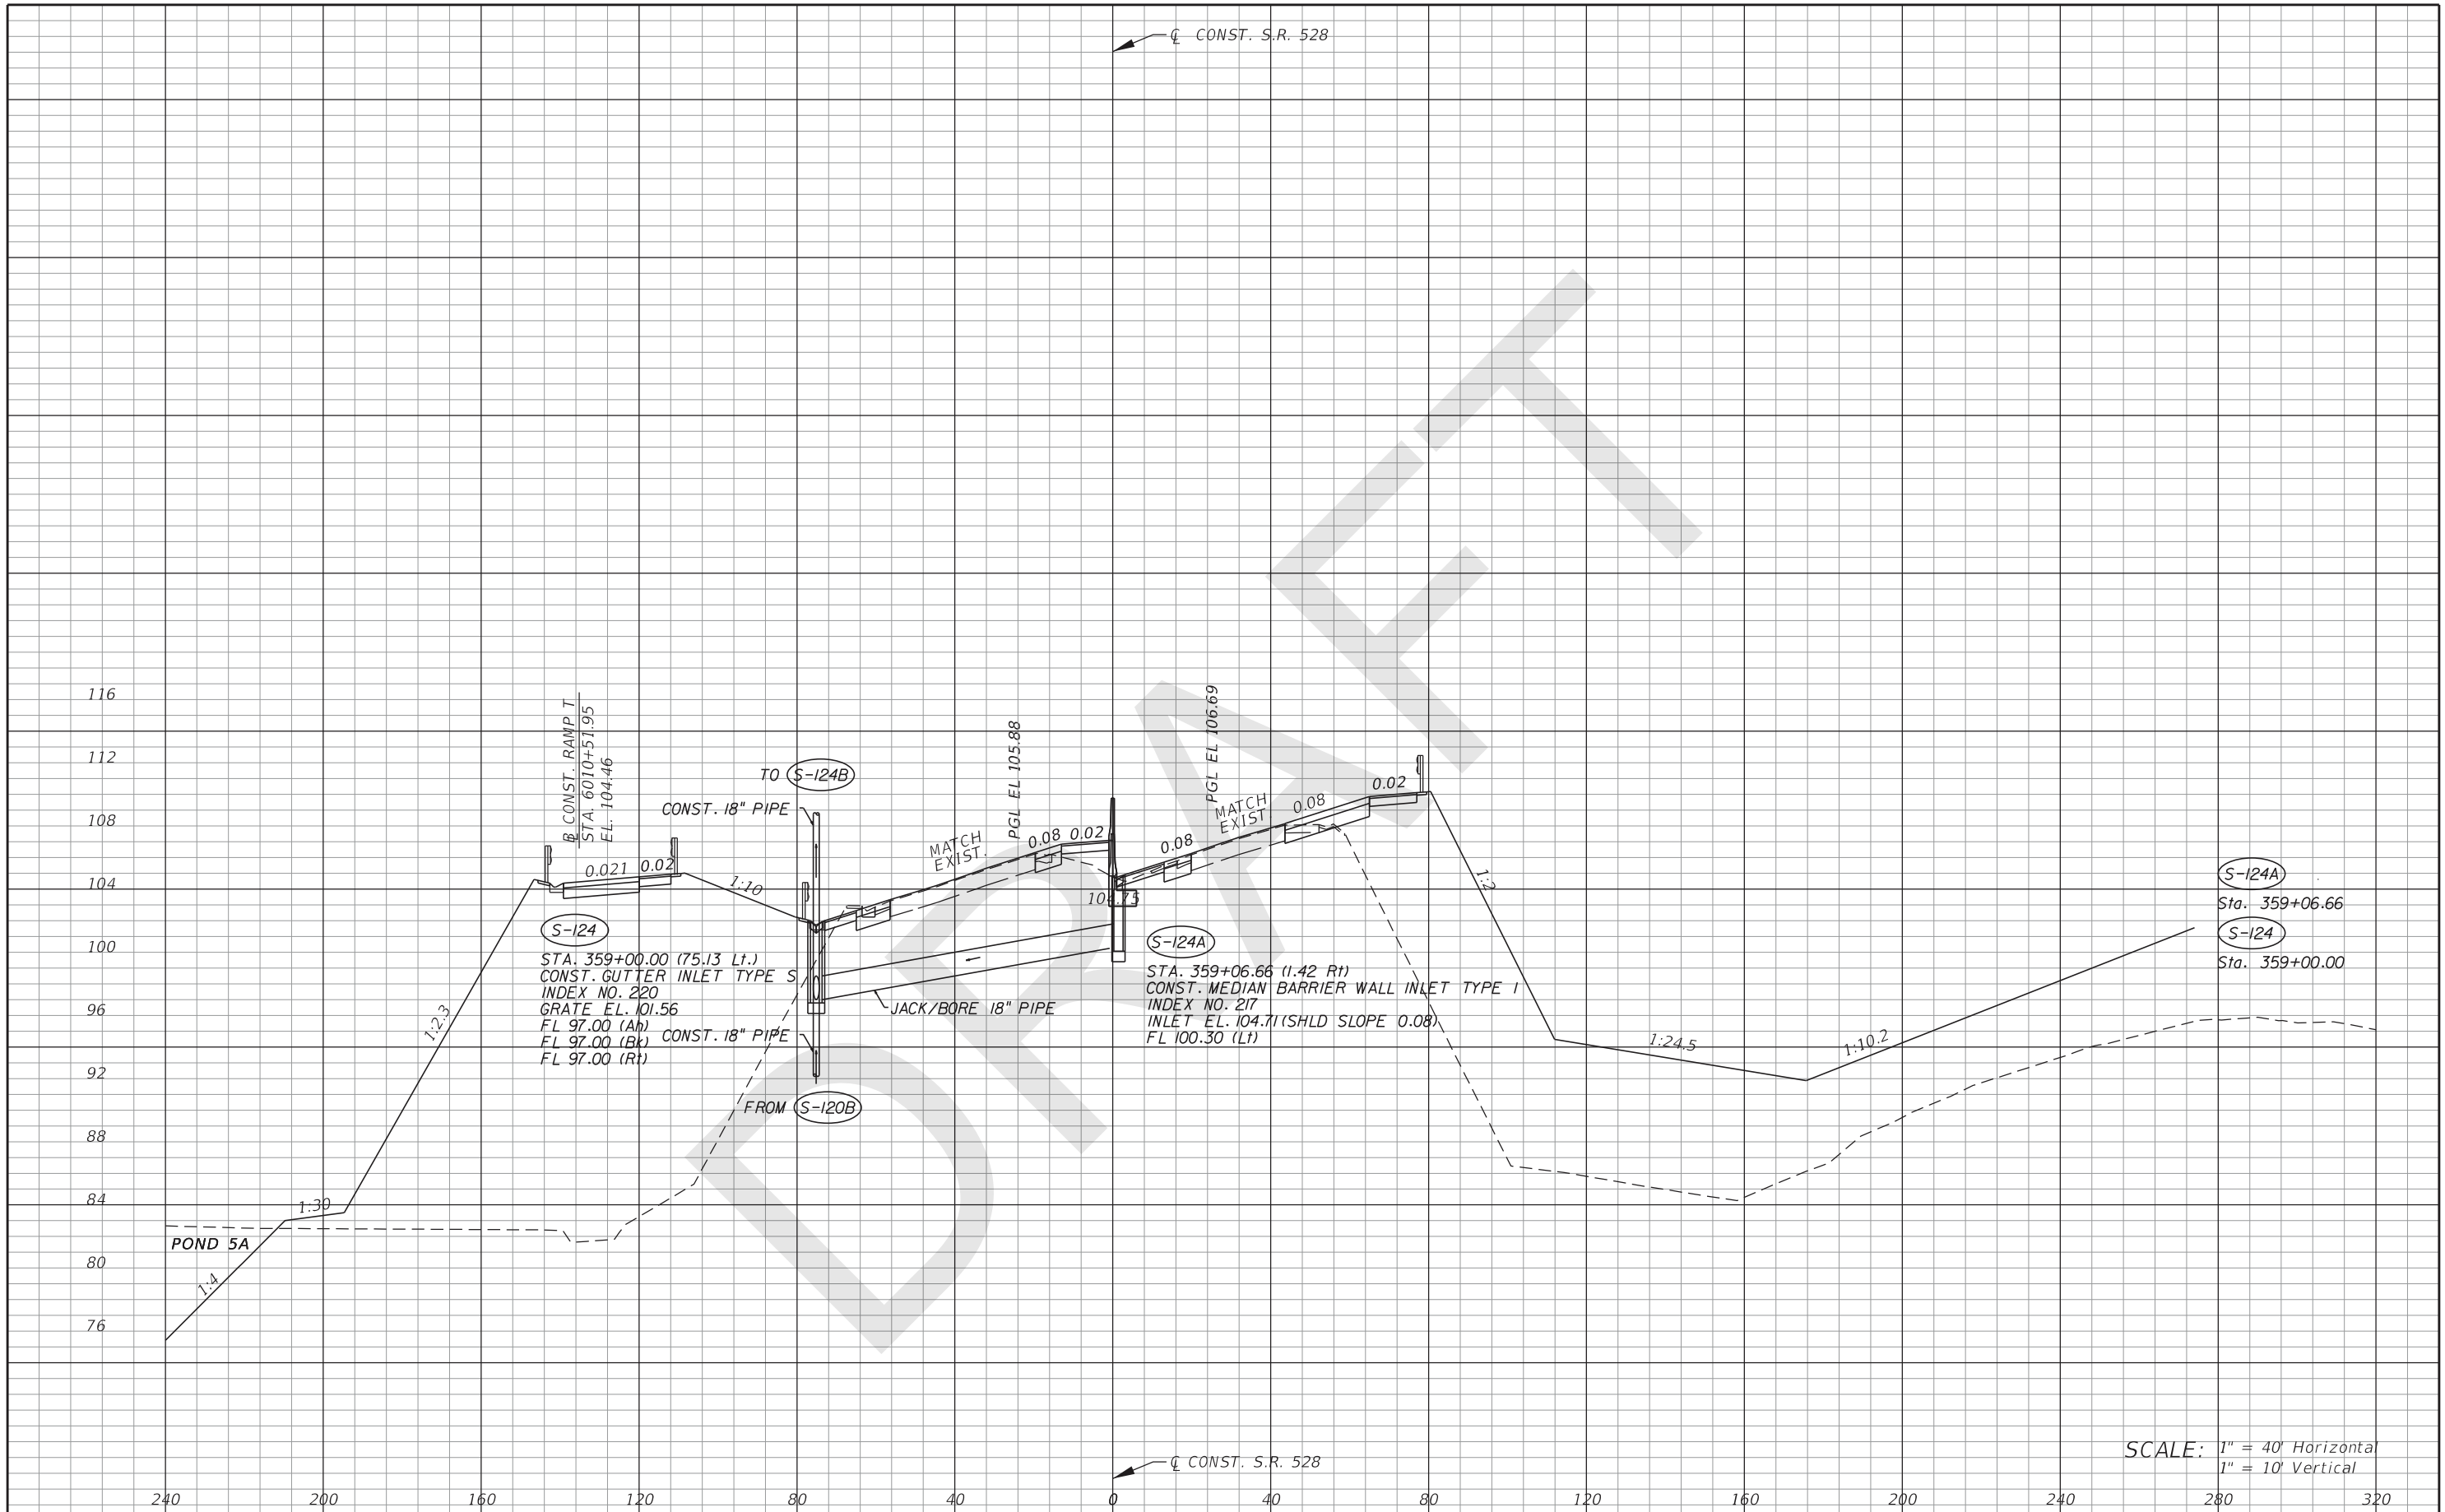 ℄ CONST. S.R. 528
116
112
108
104
100
96
92
88
84
80
76
℄ CONST. RAMP T
STA. 6010+51.95
EL. 104.46
TO S-124B
CONST. 18" PIPE
PGL EL 105.88
PGL EL 106.69
0.021
0.02
1:10
MATCH
EXIST.
0.08
0.02
0.08
MATCH
EXIST
0.08
0.02
104.75
1:2
1:2.3
1:24.5
1:10.2
1:30
1:4
S-124
STA. 359+00.00 (75.13 Lt.)
CONST. GUTTER INLET TYPE S
INDEX NO. 220
GRATE EL. 101.56
FL 97.00 (Ah)
FL 97.00 (Bk)
FL 97.00 (Rt)
CONST. 18" PIPE
FROM S-120B
JACK/BORE 18" PIPE
S-124A
STA. 359+06.66 (1.42 Rt)
CONST. MEDIAN BARRIER WALL INLET TYPE 1
INDEX NO. 217
INLET EL. 104.71 (SHLD SLOPE 0.08)
FL 100.30 (Lt)
S-124A
Sta. 359+06.66
S-124
Sta. 359+00.00
POND 5A
DRAFT
℄ CONST. S.R. 528
SCALE: 1" = 40' Horizontal
1" = 10' Vertical
240 200 160 120 80 40 0 40 80 120 160 200 240 280 320